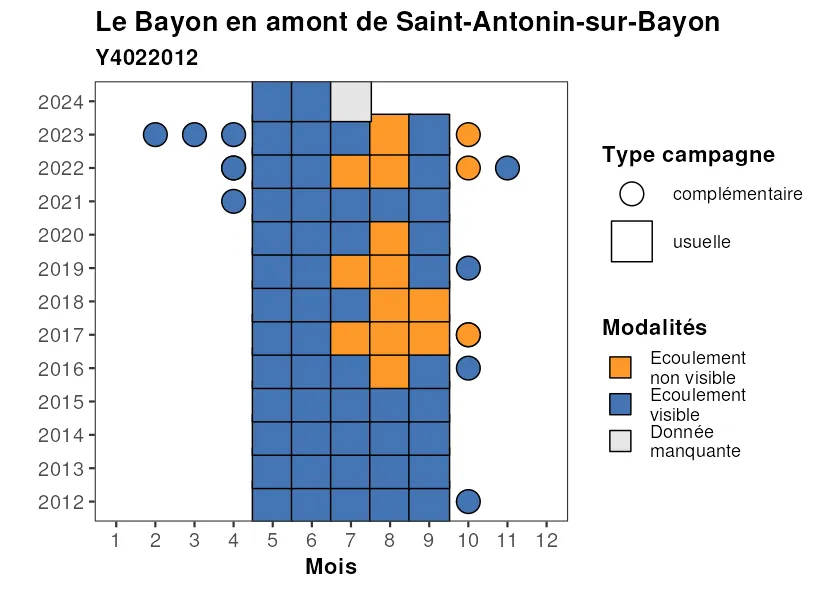 Le Bayon en amont de Saint-Antonin-sur-Bayon
Y4022012
2024
2023
2022
2021
2020
2019
2018
2017
2016
2015
2014
2013
2012
1 2 3 4 5 6 7 8 9 10 11 12
Mois
Type campagne
complémentaire
usuelle
Modalités
Ecoulement
non visible
Ecoulement
visible
Donnée
manquante